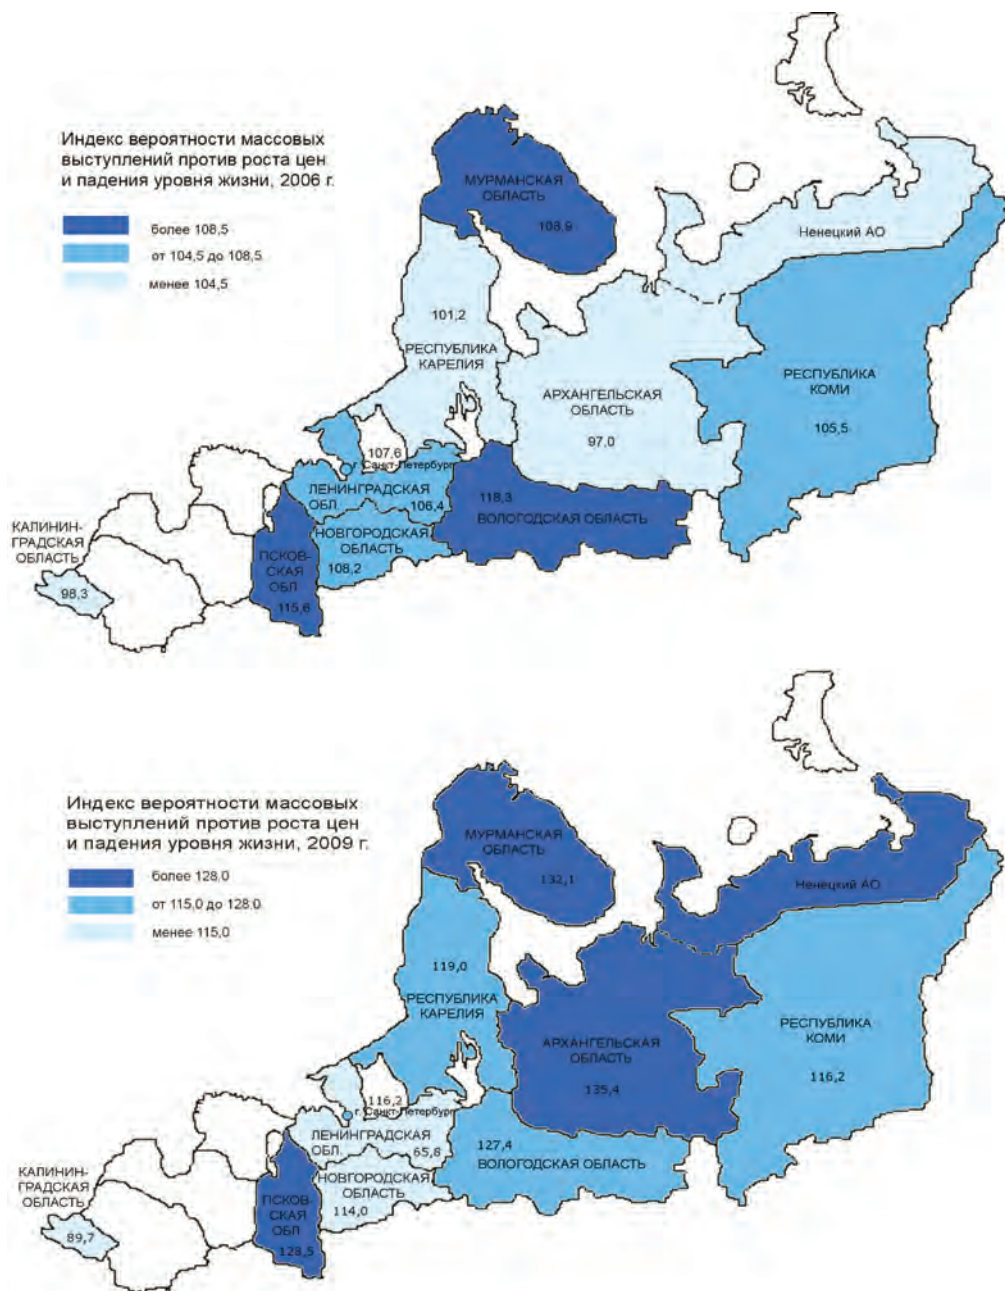 Индекс вероятности массовых
выступлений против роста цен
и падения уровня жизни, 2006 г.
более 108,5
от 104,5 до 108,5
менее 104,5
МУРМАНСКАЯ
ОБЛАСТЬ
108,9
Ненецкий АО
101,2
РЕСПУБЛИКА
КАРЕЛИЯ
АРХАНГЕЛЬСКАЯ
ОБЛАСТЬ
97,0
РЕСПУБЛИКА
КОМИ
105,5
107,6
г. Санкт-Петербург
ЛЕНИНГРАДСКАЯ
ОБЛ.
106,4
118,3
ВОЛОГОДСКАЯ ОБЛАСТЬ
НОВГОРОДСКАЯ
ОБЛАСТЬ
108,2
ПСКОВ-
СКАЯ
ОБЛ
115,6
КАЛИНИН-
ГРАДСКАЯ
ОБЛАСТЬ
98,3
Индекс вероятности массовых
выступлений против роста цен
и падения уровня жизни, 2009 г.
более 128,0
от 115,0 до 128,0
менее 115,0
МУРМАНСКАЯ
ОБЛАСТЬ
132,1
Ненецкий АО
119,0
РЕСПУБЛИКА
КАРЕЛИЯ
АРХАНГЕЛЬСКАЯ
ОБЛАСТЬ
135,4
РЕСПУБЛИКА
КОМИ
116,2
116,2
г. Санкт-Петербург
ЛЕНИНГРАДСКАЯ
ОБЛ.
65,8
127,4
ВОЛОГОДСКАЯ ОБЛАСТЬ
НОВГОРОДСКАЯ
ОБЛАСТЬ
114,0
ПСКОВ-
СКАЯ
ОБЛ
128,5
КАЛИНИН-
ГРАДСКАЯ
ОБЛАСТЬ
89,7